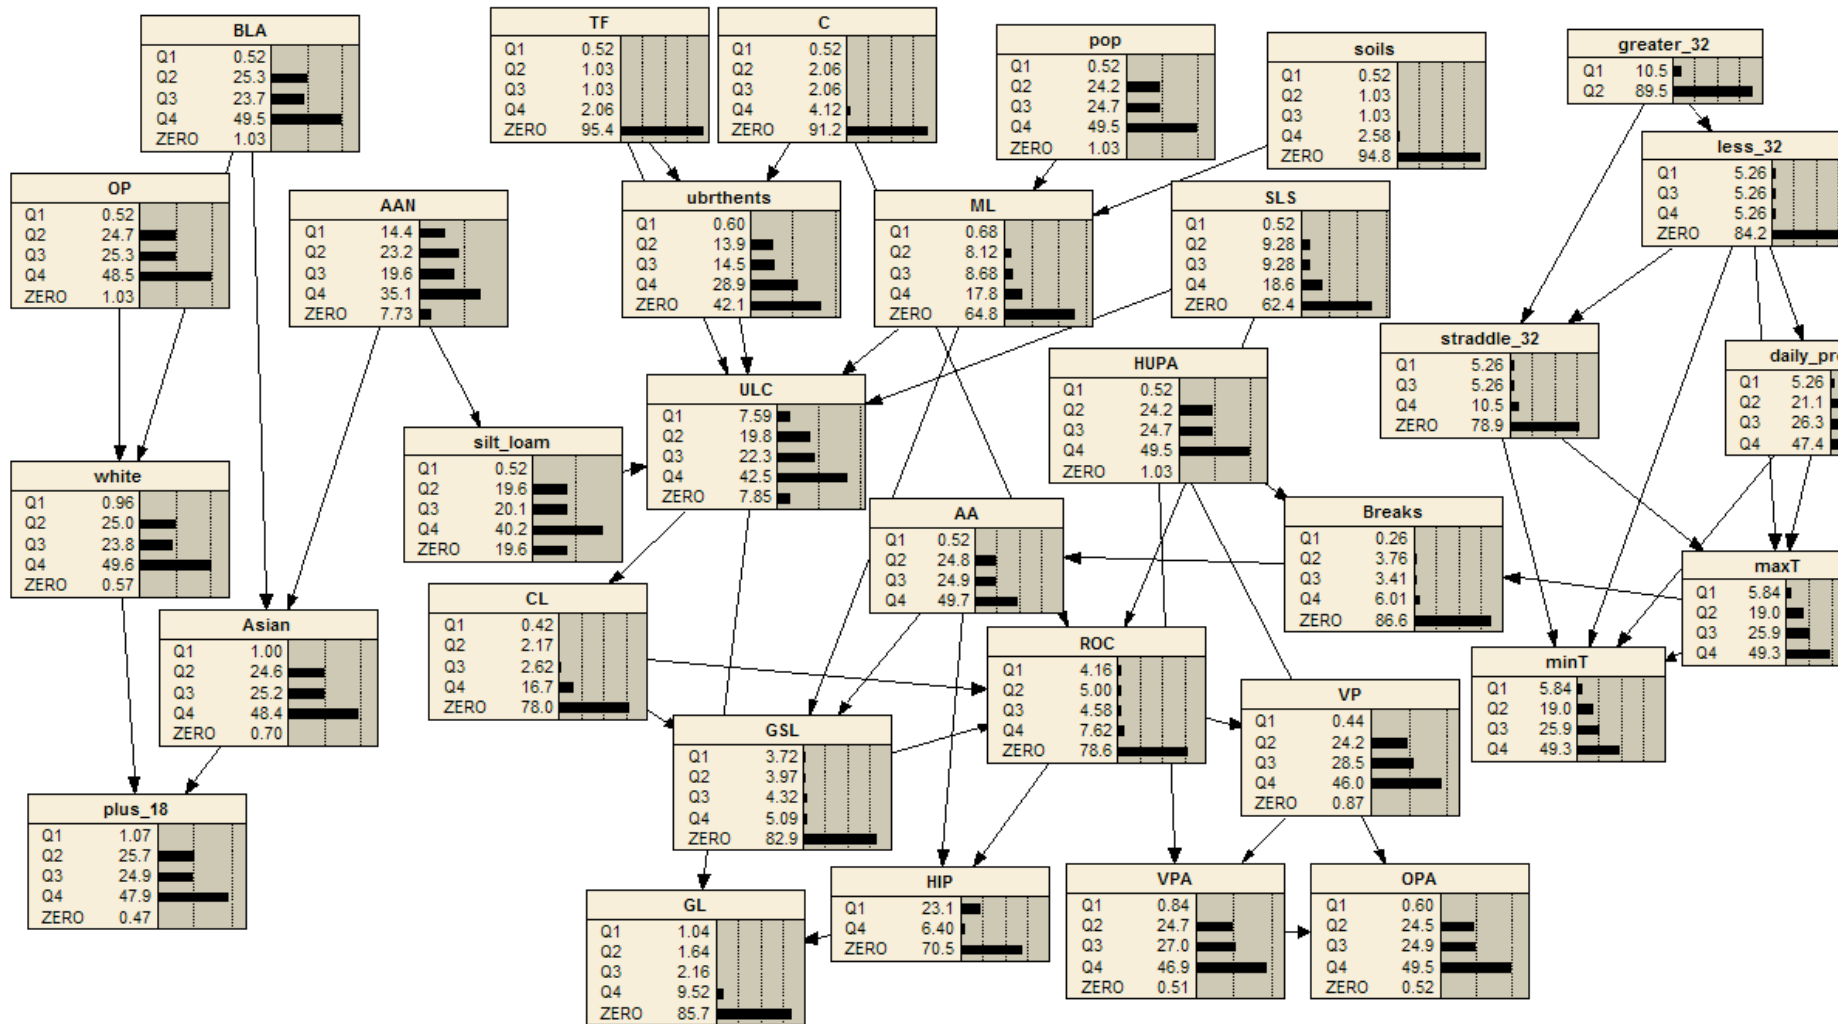 BLA
Q1 0.52
Q2 25.3
Q3 23.7
Q4 49.5
ZERO 1.03
TF
Q1 0.52
Q2 1.03
Q3 1.03
Q4 2.06
ZERO 95.4
C
Q1 0.52
Q2 2.06
Q3 2.06
Q4 4.12
ZERO 91.2
pop
Q1 0.52
Q2 24.2
Q3 24.7
Q4 49.5
ZERO 1.03
soils
Q1 0.52
Q2 1.03
Q3 1.03
Q4 2.58
ZERO 94.8
greater_32
Q1 10.5
Q2 89.5
less_32
Q1 5.26
Q3 5.26
Q4 5.26
ZERO 84.2
OP
Q1 0.52
Q2 24.7
Q3 25.3
Q4 48.5
ZERO 1.03
AAN
Q1 14.4
Q2 23.2
Q3 19.6
Q4 35.1
ZERO 7.73
ubrthents
Q1 0.60
Q2 13.9
Q3 14.5
Q4 28.9
ZERO 42.1
ML
Q1 0.68
Q2 8.12
Q3 8.68
Q4 17.8
ZERO 64.8
SLS
Q1 0.52
Q2 9.28
Q3 9.28
Q4 18.6
ZERO 62.4
straddle_32
Q1 5.26
Q3 5.26
Q4 10.5
ZERO 78.9
daily_pr
Q1 5.26
Q2 21.1
Q3 26.3
Q4 47.4
ULC
Q1 7.59
Q2 19.8
Q3 22.3
Q4 42.5
ZERO 7.85
HUPA
Q1 0.52
Q2 24.2
Q3 24.7
Q4 49.5
ZERO 1.03
silt_loam
Q1 0.52
Q2 19.6
Q3 20.1
Q4 40.2
ZERO 19.6
white
Q1 0.96
Q2 25.0
Q3 23.8
Q4 49.6
ZERO 0.57
AA
Q1 0.52
Q2 24.8
Q3 24.9
Q4 49.7
Breaks
Q1 0.26
Q2 3.76
Q3 3.41
Q4 6.01
ZERO 86.6
maxT
Q1 5.84
Q2 19.0
Q3 25.9
Q4 49.3
CL
Q1 0.42
Q2 2.17
Q3 2.62
Q4 16.7
ZERO 78.0
Asian
Q1 1.00
Q2 24.6
Q3 25.2
Q4 48.4
ZERO 0.70
ROC
Q1 4.16
Q2 5.00
Q3 4.58
Q4 7.62
ZERO 78.6
minT
Q1 5.84
Q2 19.0
Q3 25.9
Q4 49.3
VP
Q1 0.44
Q2 24.2
Q3 28.5
Q4 46.0
ZERO 0.87
GSL
Q1 3.72
Q2 3.97
Q3 4.32
Q4 5.09
ZERO 82.9
plus_18
Q1 1.07
Q2 25.7
Q3 24.9
Q4 47.9
ZERO 0.47
HIP
Q1 23.1
Q4 6.40
ZERO 70.5
VPA
Q1 0.84
Q2 24.7
Q3 27.0
Q4 46.9
ZERO 0.51
OPA
Q1 0.60
Q2 24.5
Q3 24.9
Q4 49.5
ZERO 0.52
GL
Q1 1.04
Q2 1.64
Q3 2.16
Q4 9.52
ZERO 85.7